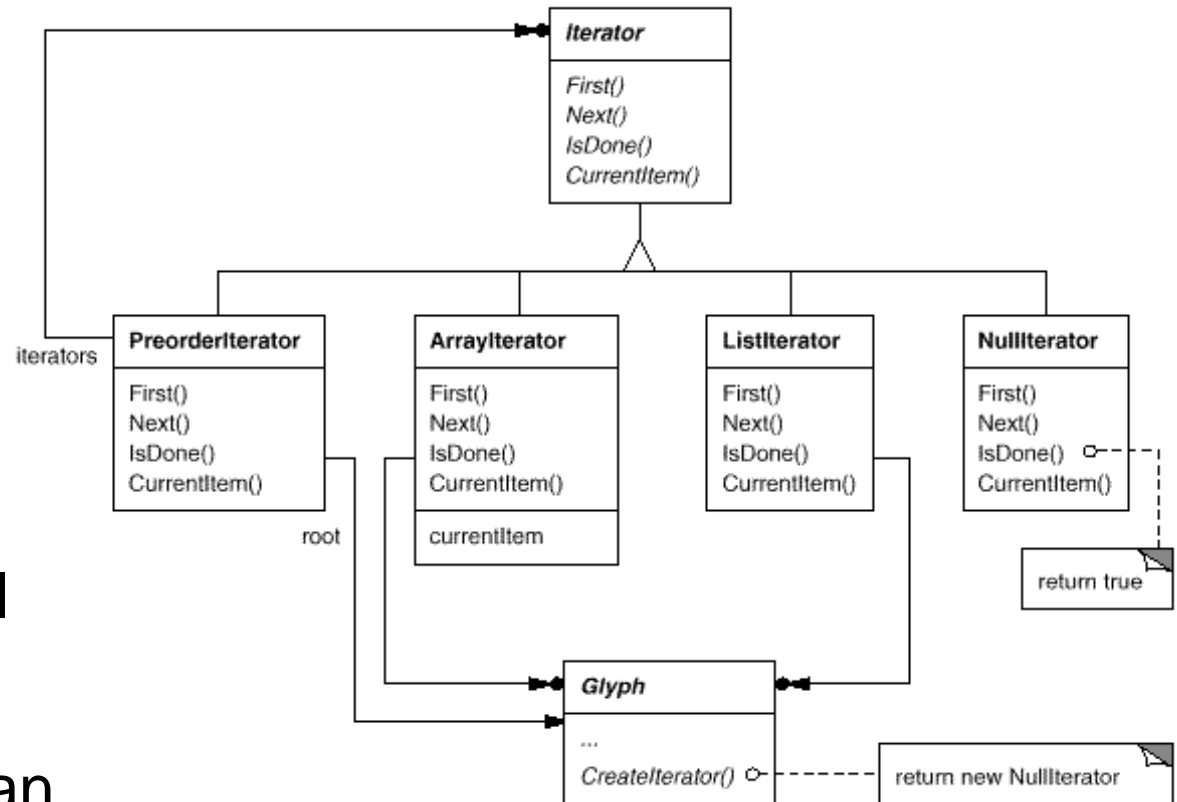 Iterator
First()
Next()
IsDone()
CurrentItem()
iterators
PreorderIterator
First()
Next()
IsDone()
CurrentItem()
root
ArrayIterator
First()
Next()
IsDone()
CurrentItem()
currentItem
ListIterator
First()
Next()
IsDone()
CurrentItem()
NullIterator
First()
Next()
IsDone()
CurrentItem()
return true
Glyph
...
CreateIterator()
return new NullIterator